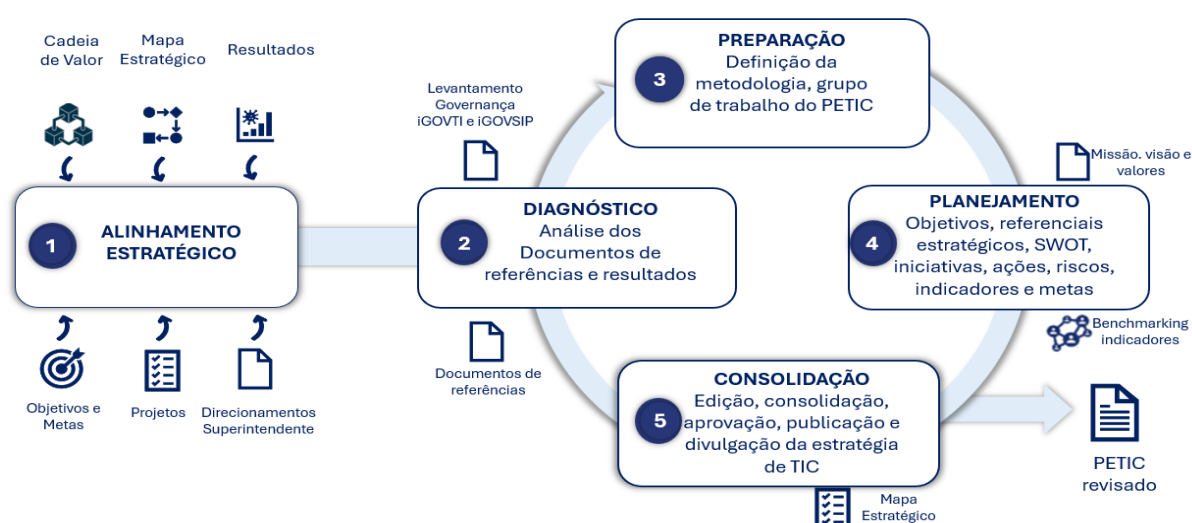 Cadeia
de Valor
Mapa
Estratégico
Resultados
1
ALINHAMENTO
ESTRATÉGICO
Objetivos e
Metas
Projetos
Direcionamentos
Superintendente
Levantamento
Governança
iGOVTI e iGOVSIP
2
DIAGNÓSTICO
Análise dos
Documentos de
referências e resultados
Documentos de
referências
3
PREPARAÇÃO
Definição da
metodologia, grupo
de trabalho do PETIC
Missão. visão e
valores
4
PLANEJAMENTO
Objetivos, referenciais
estratégicos, SWOT,
iniciativas, ações, riscos,
indicadores e metas
Benchmarking
indicadores
5
CONSOLIDAÇÃO
Edição, consolidação,
aprovação, publicação e
divulgação da estratégia
de TIC
Mapa
Estratégico
PETIC
revisado